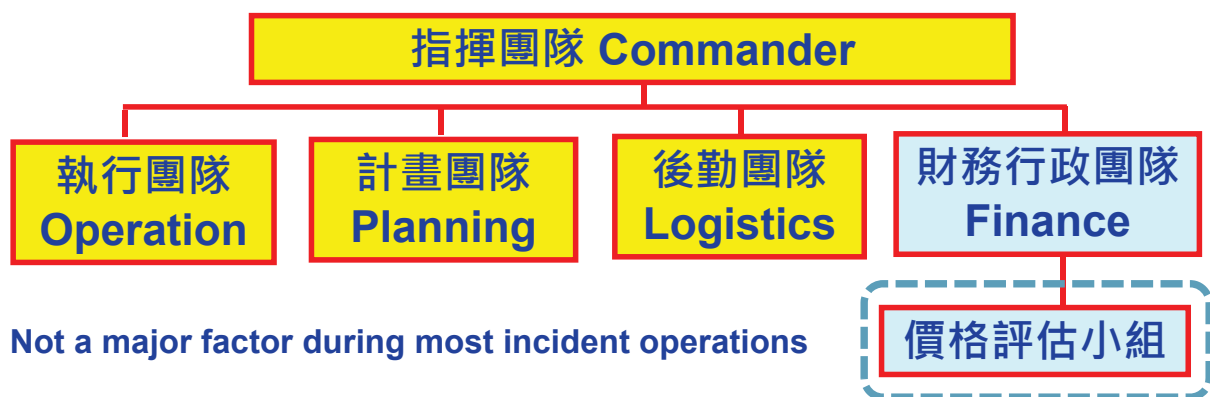 指揮團隊 Commander
執行團隊
Operation
計畫團隊
Planning
後勤團隊
Logistics
財務行政團隊
Finance
Not a major factor during most incident operations
價格評估小組